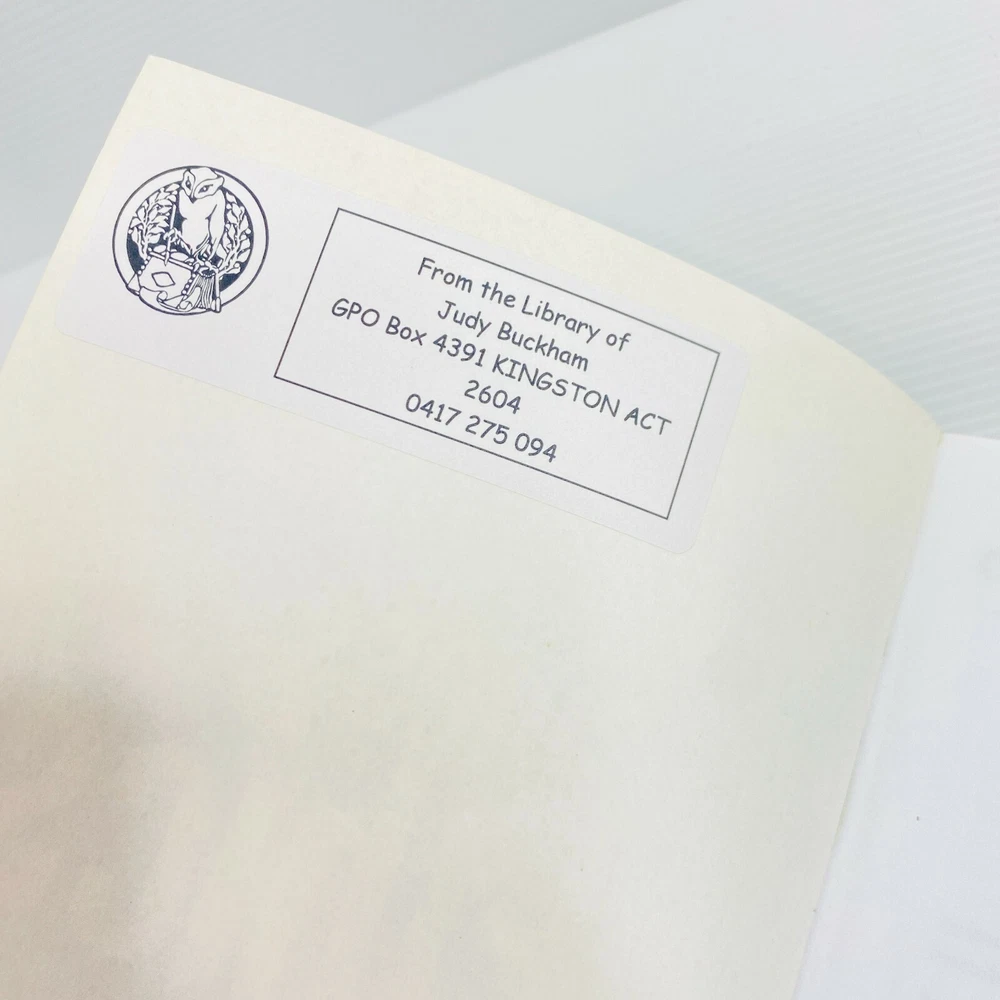 From the Library of
Judy Buckham
GPO Box 4391 KINGSTON ACT
2604
0417 275 094